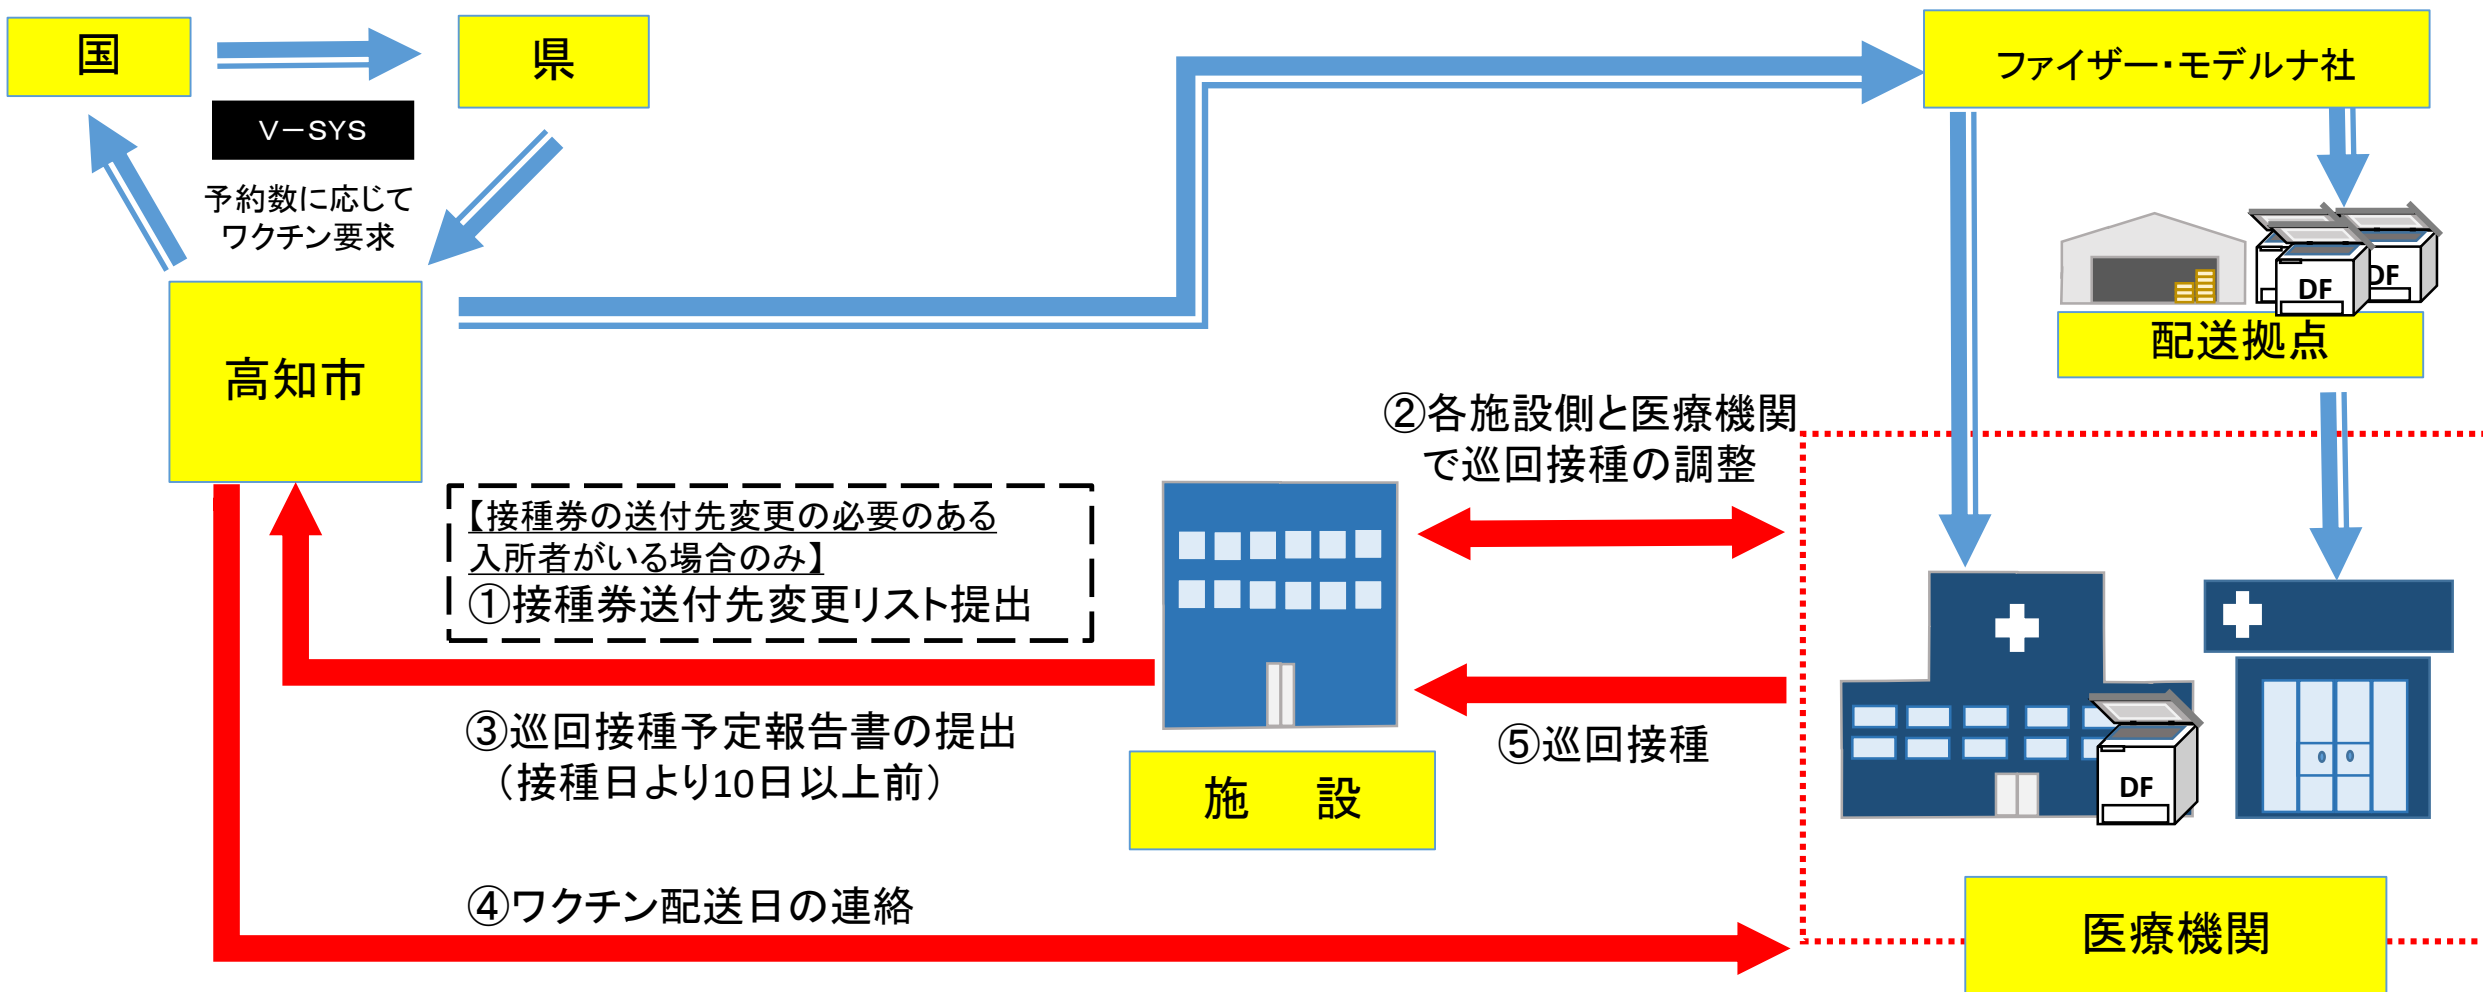 国
県
ファイザー・モデルナ社
V－SYS
予約数に応じて
ワクチン要求
DF
DF
配送拠点
高知市
②各施設側と医療機関
で巡回接種の調整
【接種券の送付先変更の必要のある
入所者がいる場合のみ】
①接種券送付先変更リスト提出
③巡回接種予定報告書の提出
（接種日より10日以上前）
⑤巡回接種
DF
施　設
④ワクチン配送日の連絡
医療機関